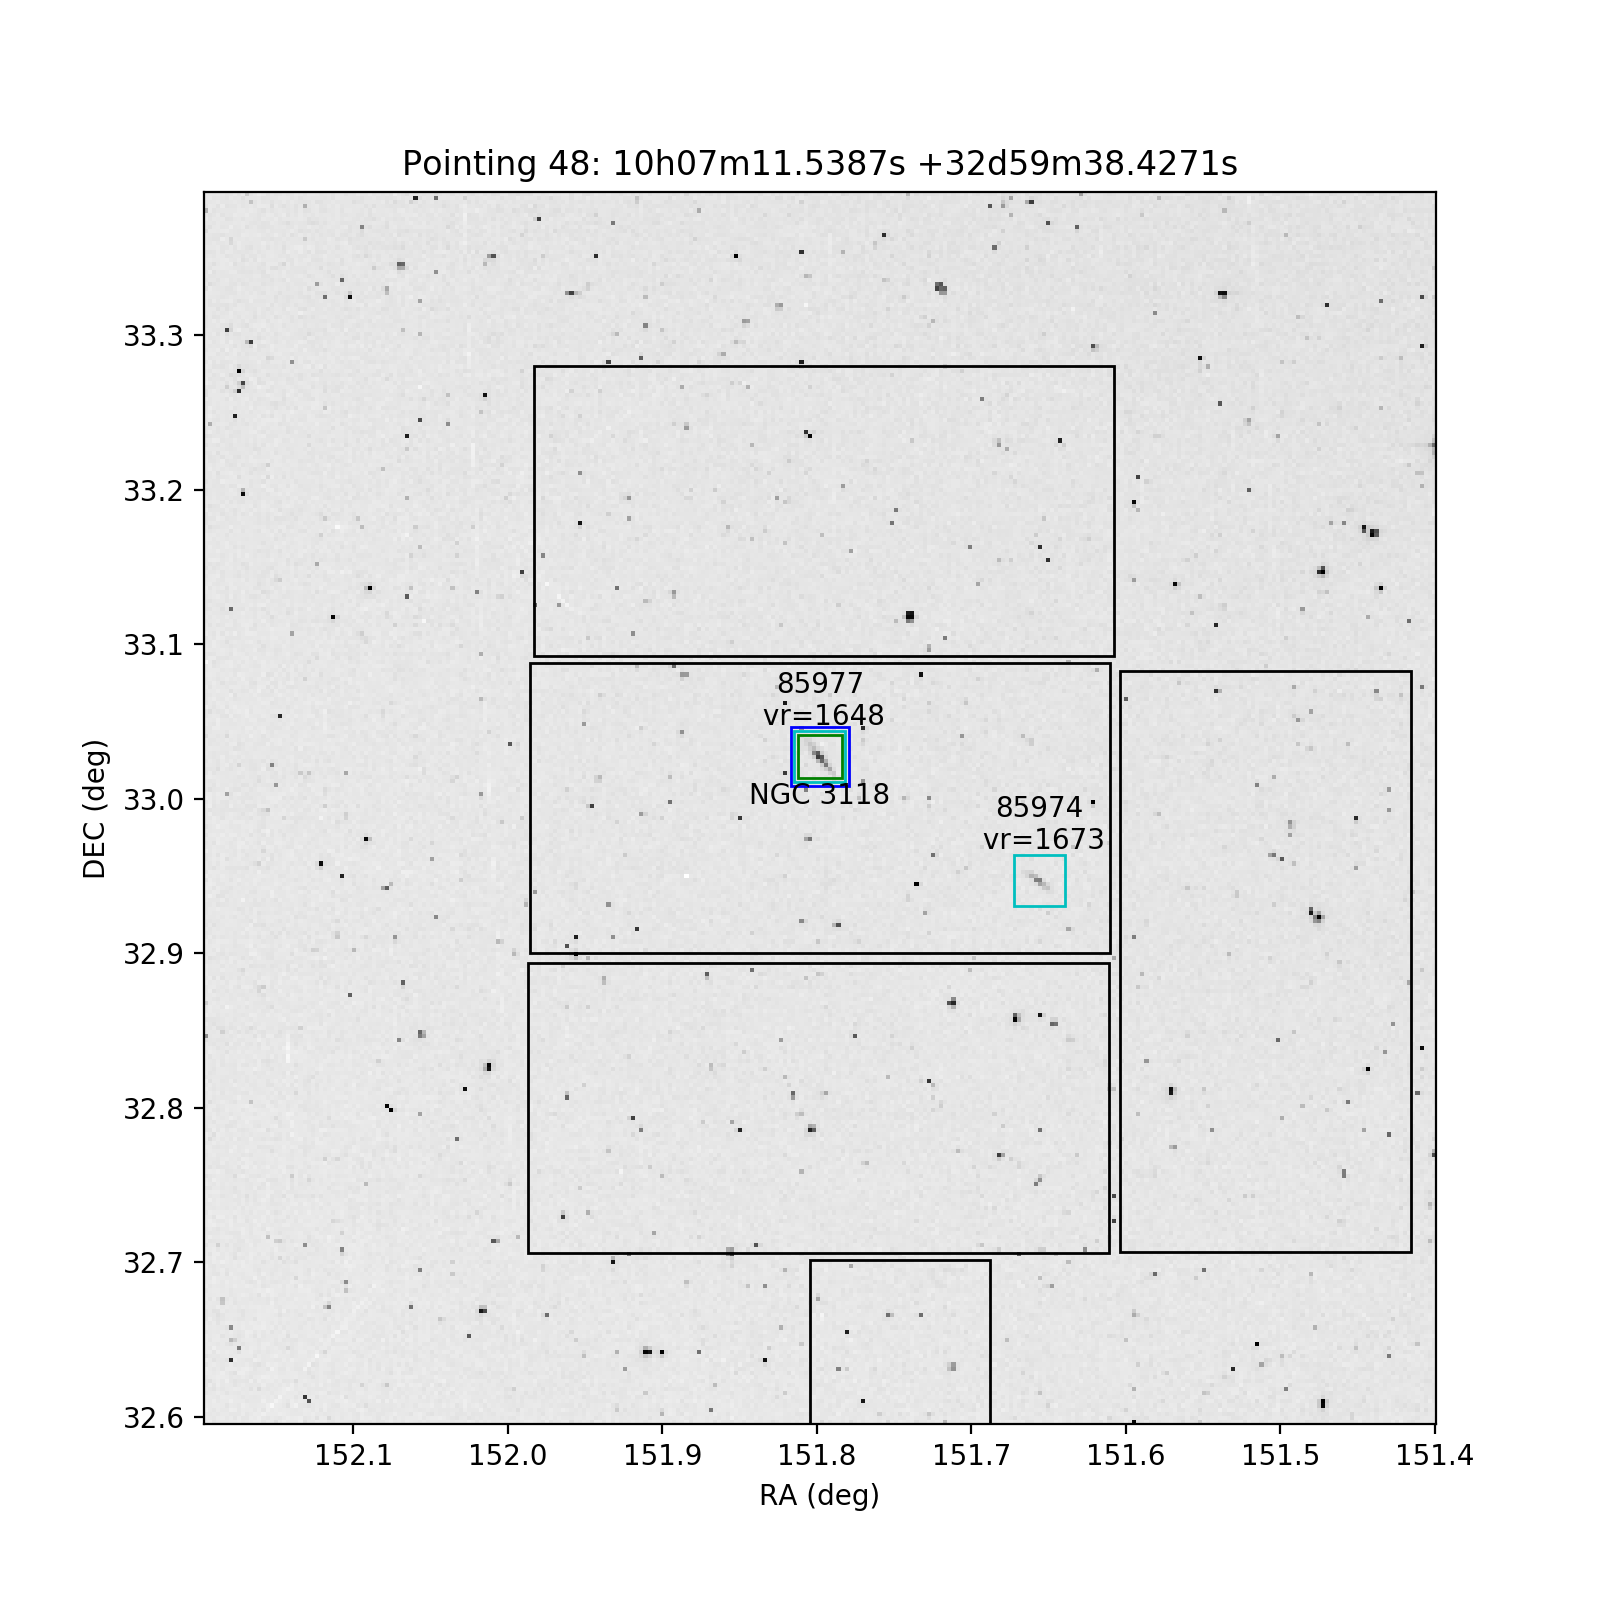 Pointing 48: 10h07m11.5387s +32d59m38.4271s
33.3
33.2
33.1
33.0
32.9
32.8
32.7
32.6
DEC (deg)
85977
vr=1648
NGC 3118
85974
vr=1673
152.1 152.0 151.9 151.8 151.7 151.6 151.5 151.4
RA (deg)